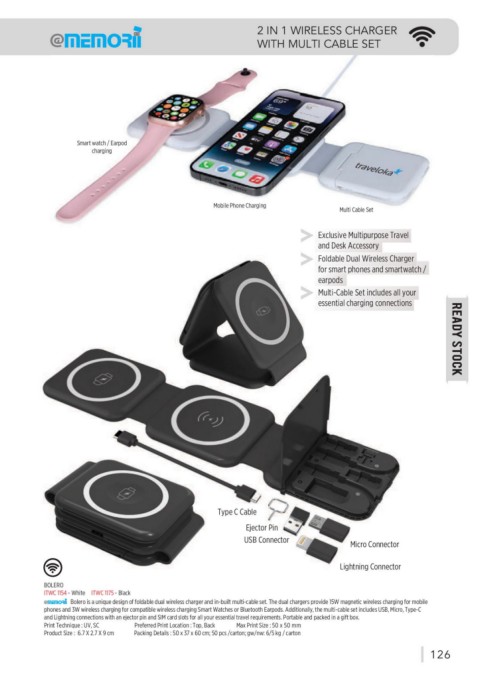 @memorii
2 IN 1 WIRELESS CHARGER
WITH MULTI CABLE SET
Smart watch / Earpod
charging
traveloka
Mobile Phone Charging
Multi Cable Set
Exclusive Multipurpose Travel
and Desk Accessory
Foldable Dual Wireless Charger
for smart phones and smartwatch /
earpods
Multi-Cable Set includes all your
essential charging connections
READY STOCK
Type C Cable
Ejector Pin
USB Connector
Micro Connector
Lightning Connector
BOLERO
ITWC 1154 - White ITWC 1175 - Black
@memorii Bolero is a unique design of foldable dual wireless charger and in-built multi-cable set. The dual chargers provide 15W magnetic wireless charging for mobile
phones and 3W wireless charging for compatible wireless charging Smart Watches or Bluetooth Earpods. Additionally, the multi-cable set includes USB, Micro, Type-C
and Lightning connections with an ejector pin and SIM card slots for all your essential travel requirements. Portable and packed in a gift box.
Print Technique : UV, SC Preferred Print Location : Top, Back Max Print Size : 50 x 50 mm
Product Size : 6.7 X 2.7 X 9 cm Packing Details : 50 x 37 x 60 cm; 50 pcs /carton; gw/nw: 6/5 kg / carton
126